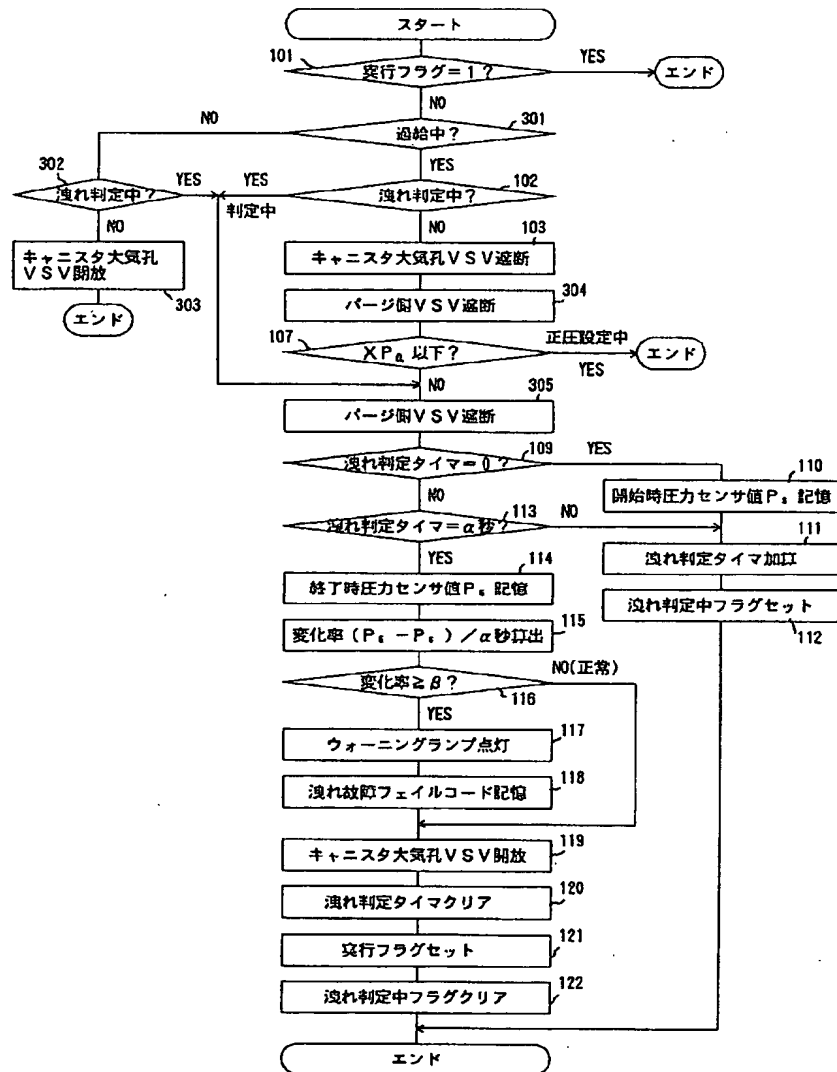 スタート
101
実行フラグ=1?
YES
エンド
NO
301
過給中?
NO
YES
302
洩れ判定中?
YES
YES
判定中
洩れ判定中?
102
NO
NO
キャニスタ大気孔
VSV開放
303
エンド
103
キャニスタ大気孔VSV遮断
304
パージ側VSV遮断
107
XPa 以下?
正圧設定中
YES
エンド
NO
305
パージ側VSV遮断
109
洩れ判定タイマ=0?
YES
110
開始時圧力センサ値Ps 記憶
NO
113
洩れ判定タイマ=α秒?
NO
111
洩れ判定タイマ加算
YES
114
終了時圧力センサ値 記憶
洩れ判定中フラグセット
112
115
変化率 /α秒算出
変化率≧β?
116
NO(正常)
YES
117
ウォーニングランプ点灯
118
洩れ故障フェイルコード記憶
119
キャニスタ大気孔VSV開放
120
洩れ判定タイマクリア
121
実行フラグセット
122
洩れ判定中フラグクリア
エンド